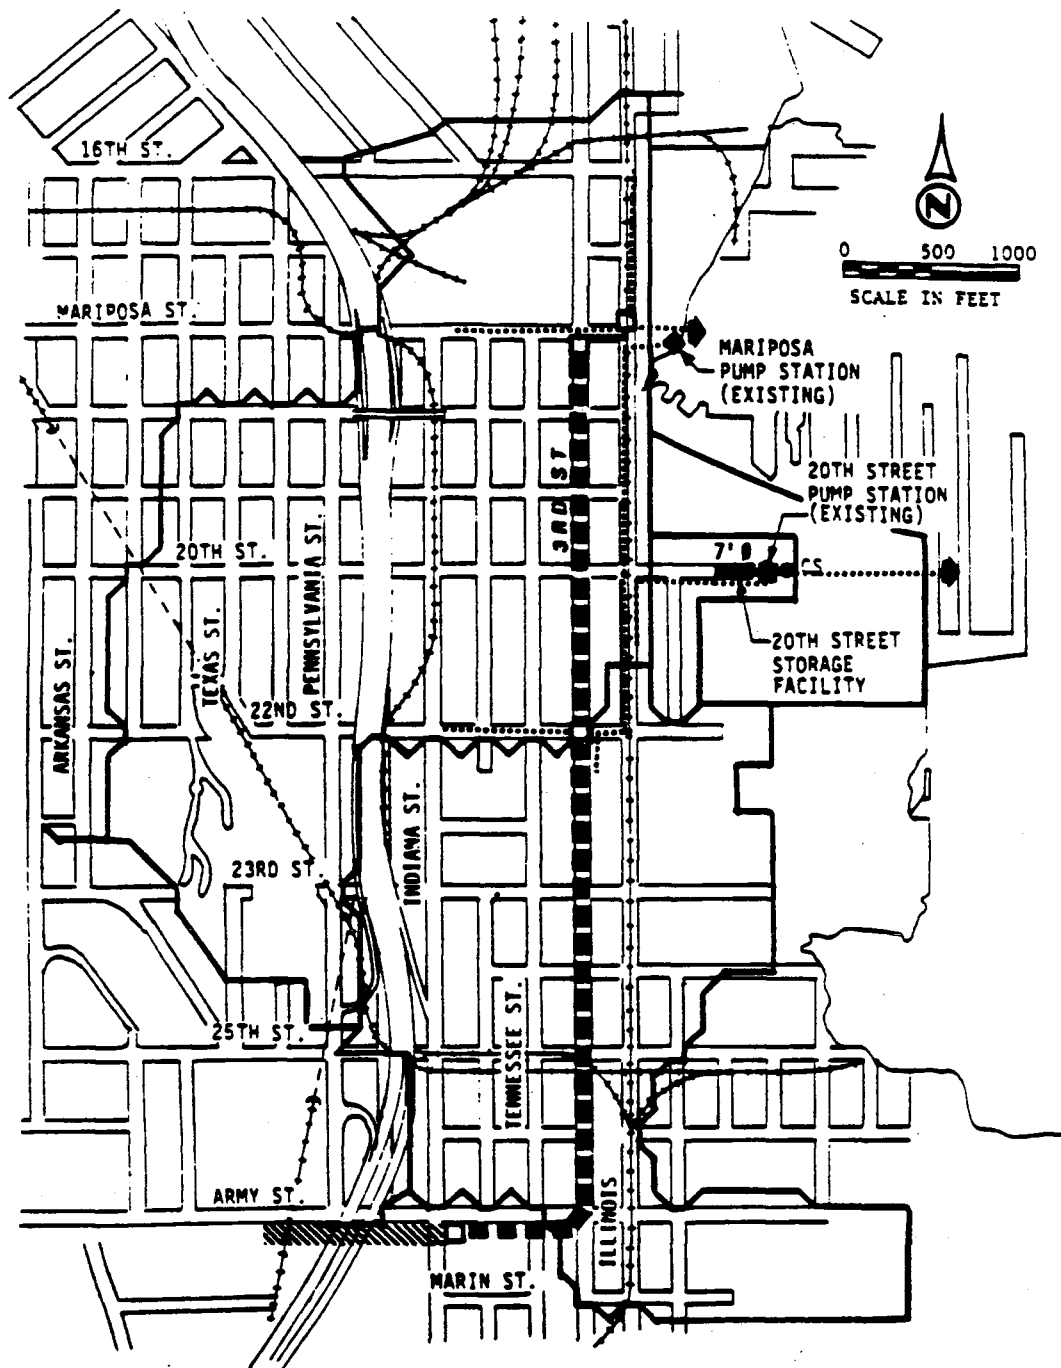 16TH ST.
N
0 500 1000
SCALE IN FEET
MARIPOSA ST.
MARIPOSA
PUMP STATION
(EXISTING)
3RD ST
20TH STREET
PUMP STATION
(EXISTING)
20TH ST.
PENNSYLVANIA ST.
7' Ø
CS
TEXAS ST.
ARKANSAS ST.
20TH STREET
STORAGE
FACILITY
22ND ST.
INDIANA ST.
23RD ST.
TENNESSEE ST.
25TH ST.
ARMY ST.
ILLINOIS
MARIN ST.